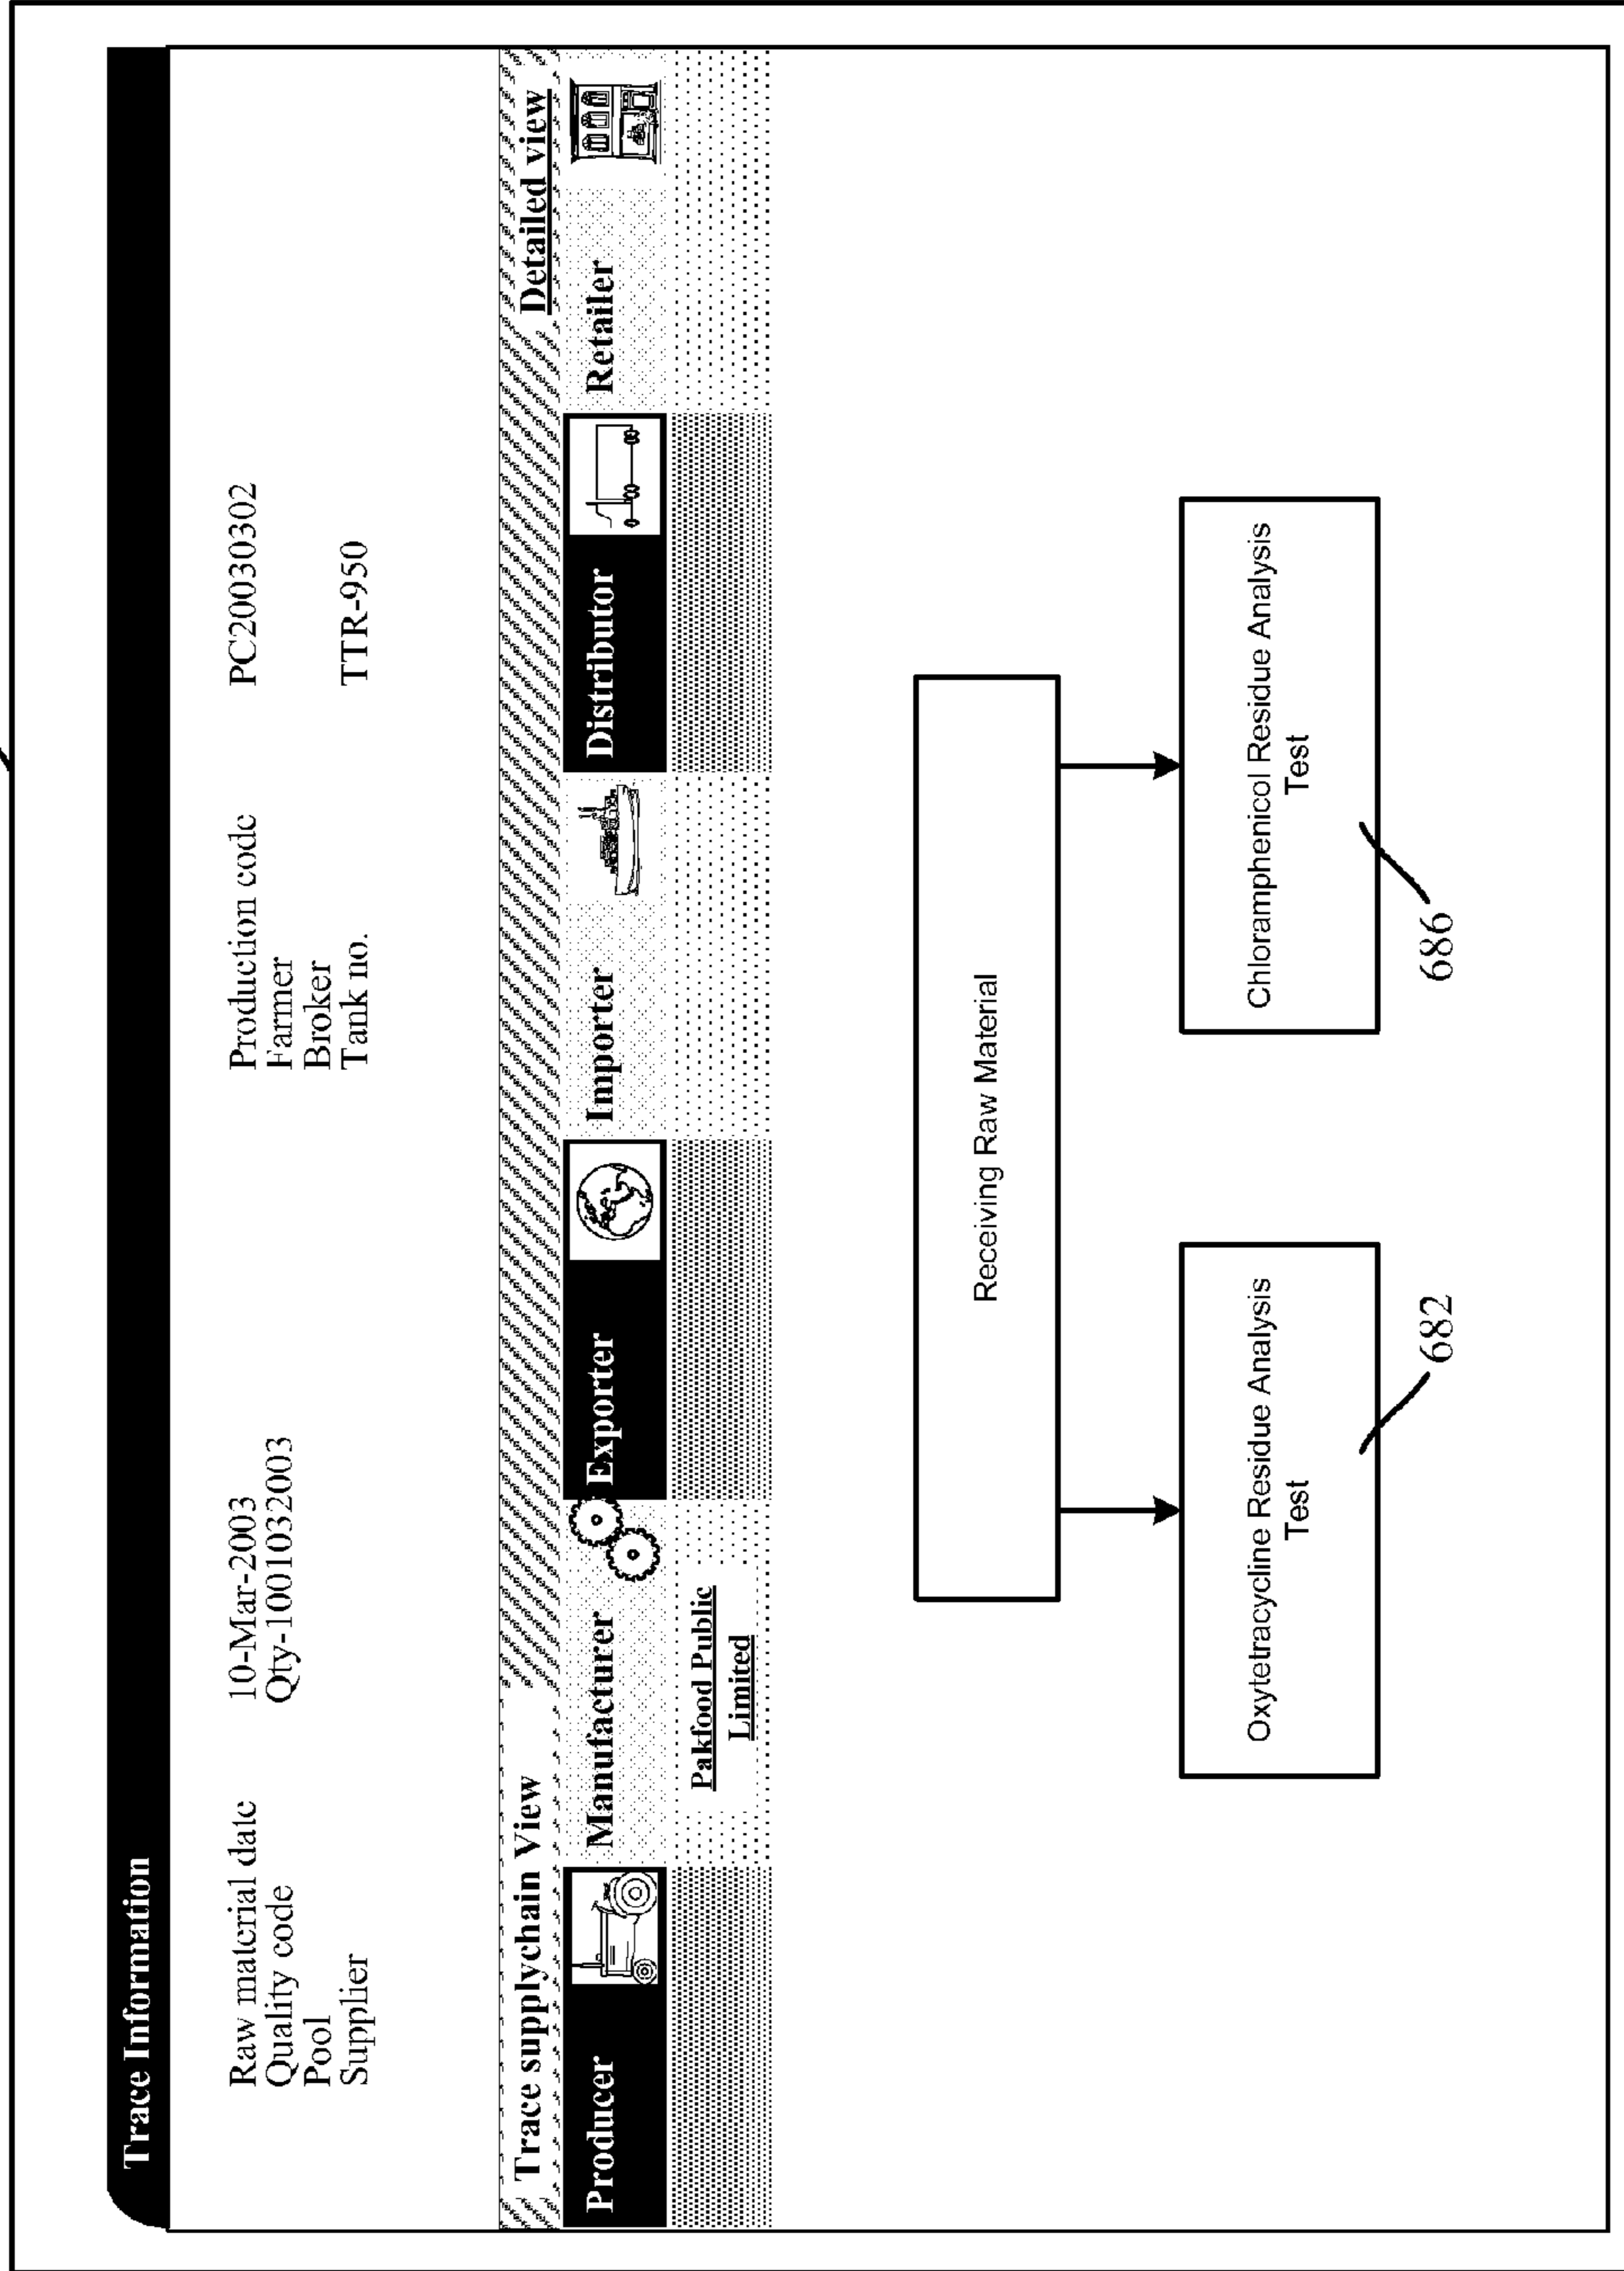 Trace Information
Raw material date 10-Mar-2003 Production code PC20030302
Quality code Qty-1001032003 Farmer
Pool Broker
Supplier Tank no. TTR-950
Trace supplychain View Detailed view
Producer Manufacturer Exporter Importer Distributor Retailer
Pakfood Public
Limited
Receiving Raw Material
Oxytetracycline Residue Analysis
Test
Chloramphenicol Residue Analysis
Test
682
686